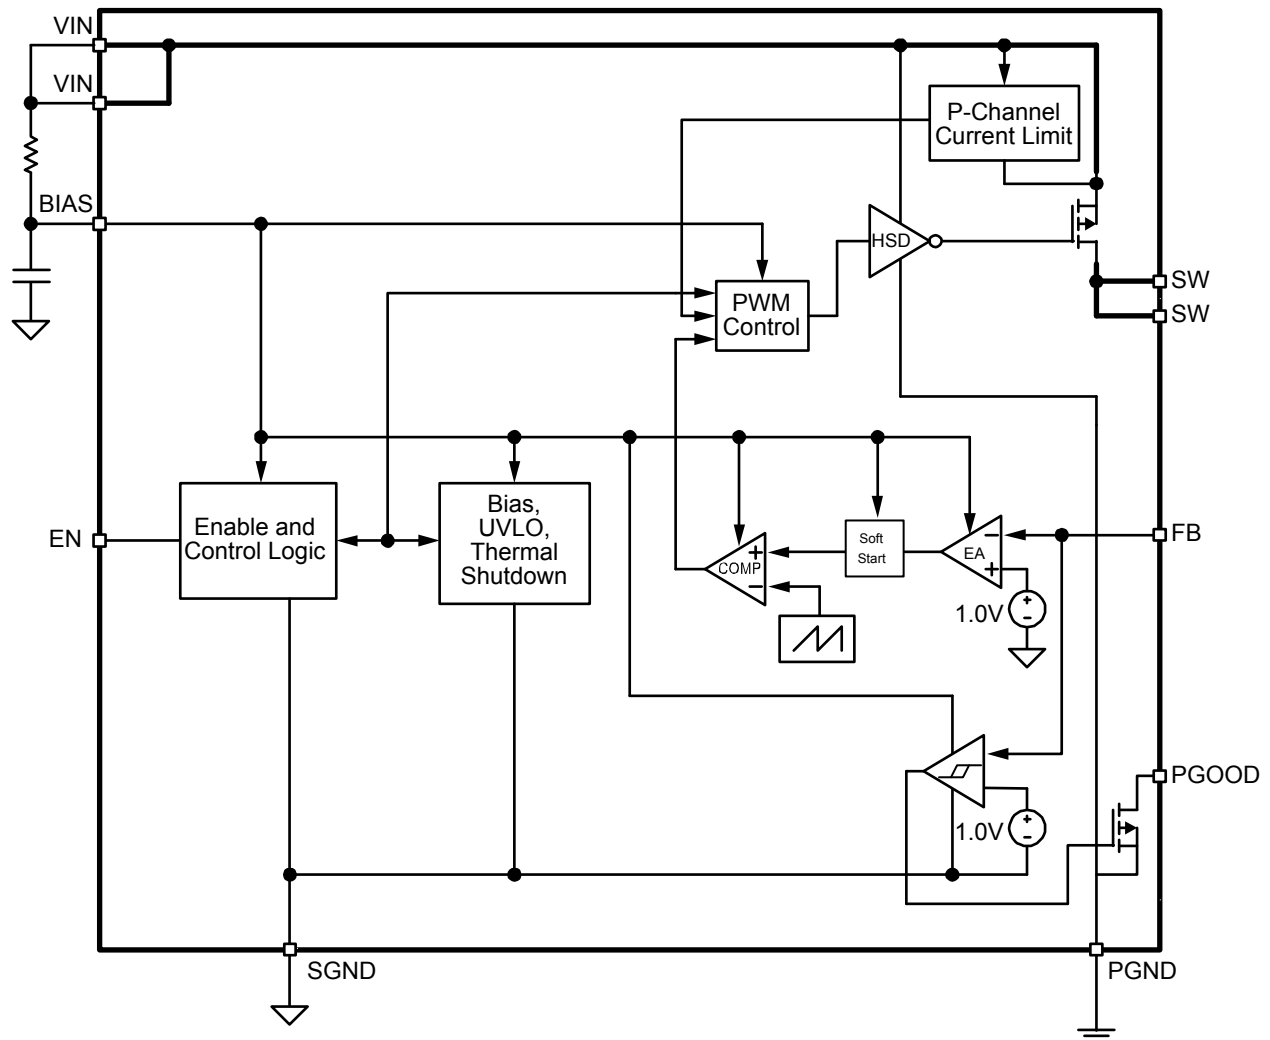 VIN
VIN
P-Channel
Current Limit
BIAS
HSD
SW
PWM
Control
SW
EN
Enable and
Control Logic
Bias,
UVLO,
Thermal
Shutdown
COMP
+
−
Soft
Start
EA
−
+
FB
1.0V
+
-
1.0V
+
-
PGOOD
SGND
PGND